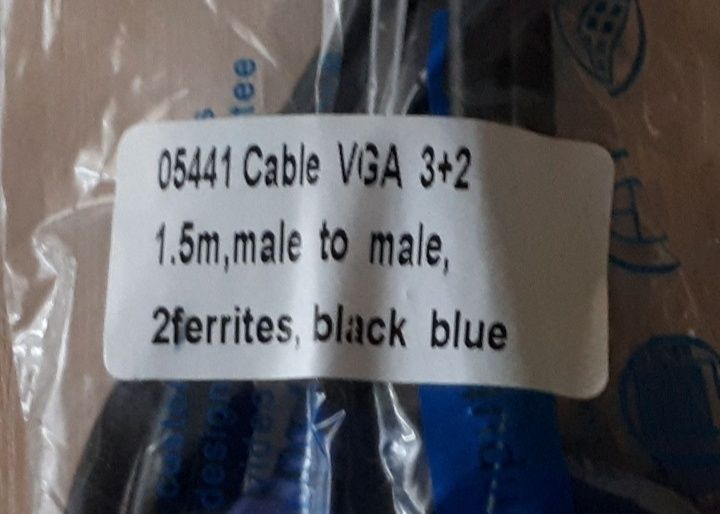 05441 Cable VGA 3+2
1.5m,male to male,
2ferrites, black blue